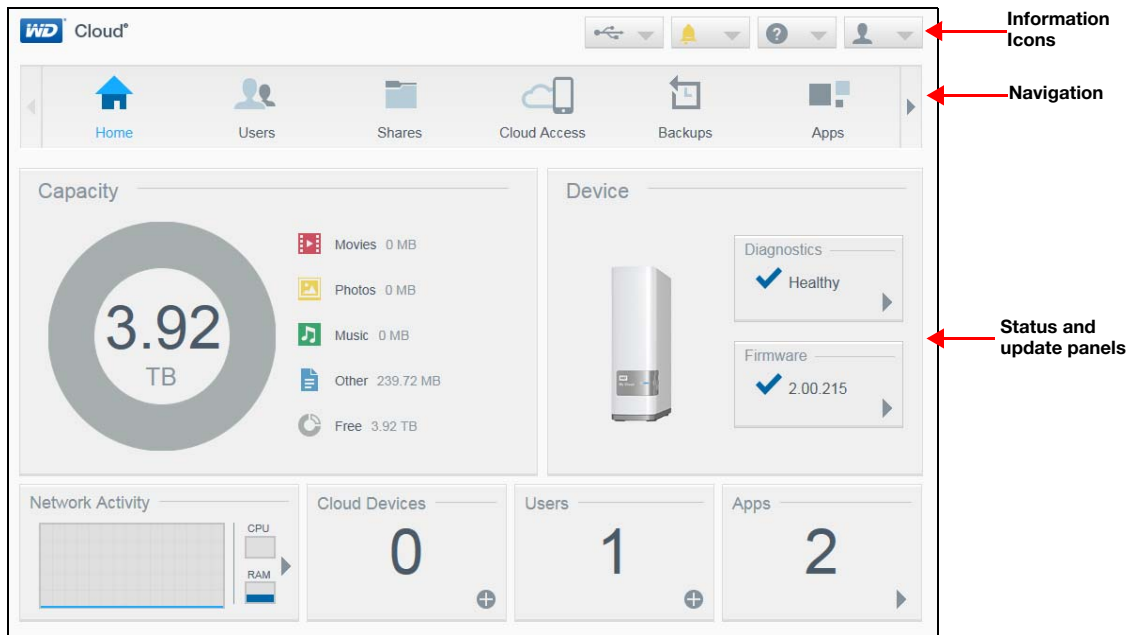 WD Cloud®
Information
Icons
Navigation
Home
Users
Shares
Cloud Access
Backups
Apps
Capacity
3.92
TB
Movies 0 MB
Photos 0 MB
Music 0 MB
Other 239.72 MB
Free 3.92 TB
Device
Diagnostics
Healthy
Firmware
2.00.215
Status and
update panels
Network Activity
CPU
RAM
Cloud Devices
0
Users
1
Apps
2